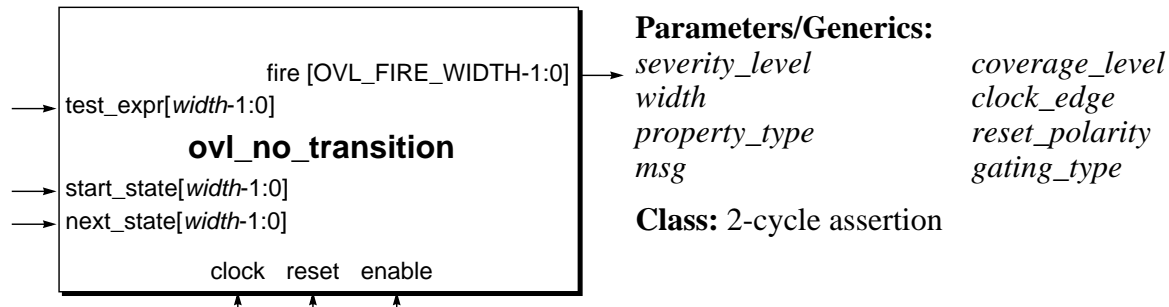 fire [OVL_FIRE_WIDTH-1:0]
test_expr[width-1:0]
ovl_no_transition
start_state[width-1:0]
next_state[width-1:0]
clock reset enable
Parameters/Generics:
severity_level coverage_level
width clock_edge
property_type reset_polarity
msg gating_type
Class: 2-cycle assertion